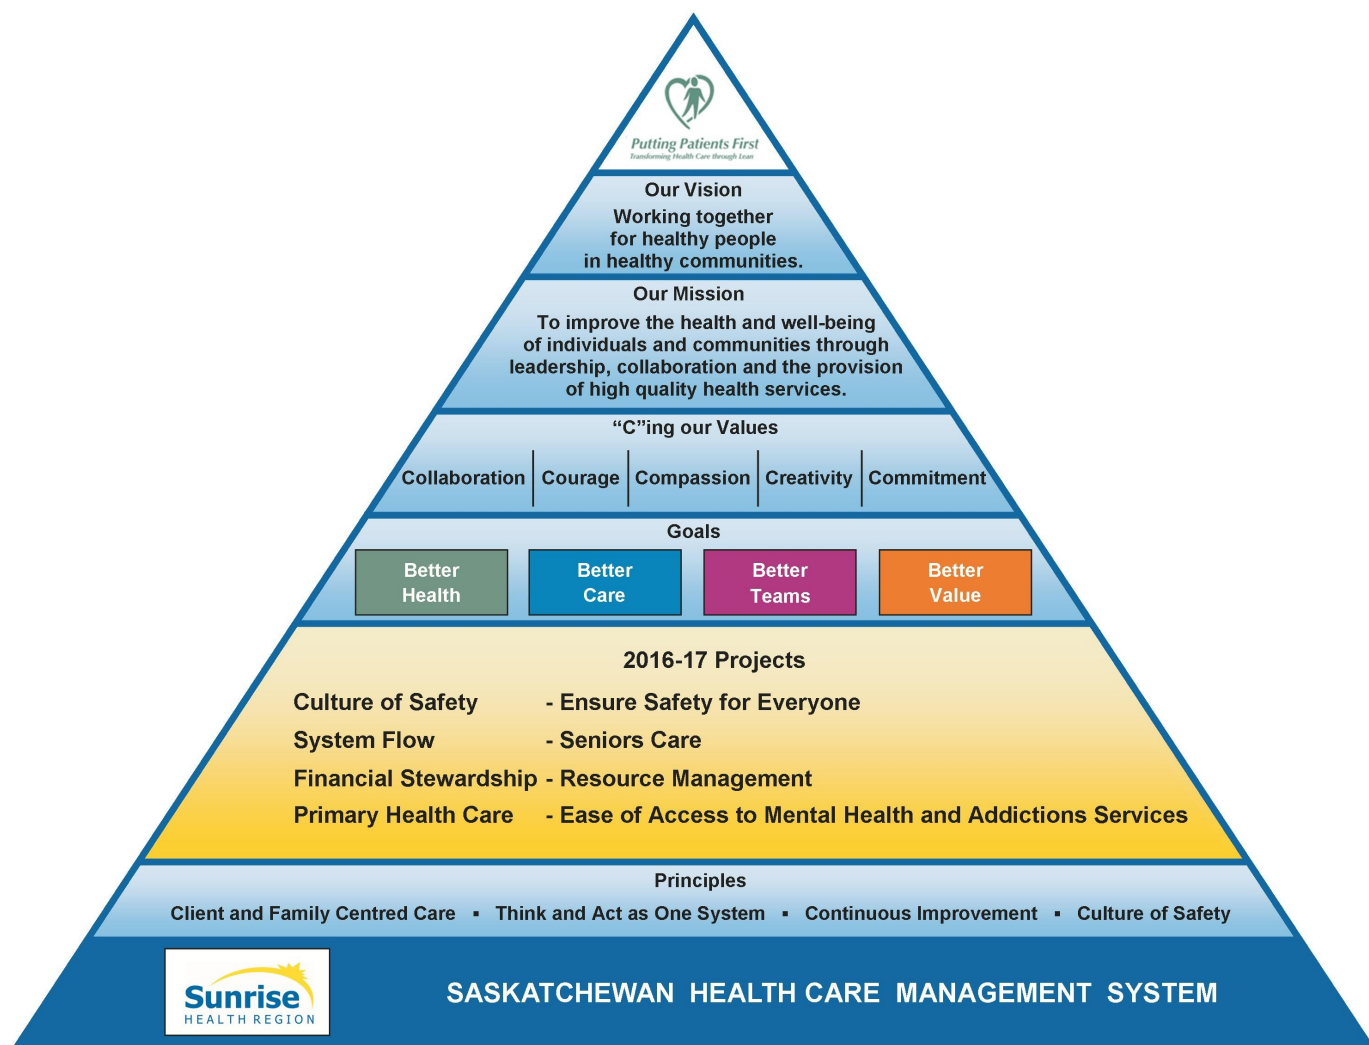 Putting Patients First
Transforming Health Care through Lean
Our Vision
Working together
for healthy people
in healthy communities.
Our Mission
To improve the health and well-being
of individuals and communities through
leadership, collaboration and the provision
of high quality health services.
“C”ing our Values
Collaboration Courage Compassion Creativity Commitment
Goals
Better Health
Better Care
Better Teams
Better Value
2016-17 Projects
Culture of Safety - Ensure Safety for Everyone
System Flow - Seniors Care
Financial Stewardship - Resource Management
Primary Health Care - Ease of Access to Mental Health and Addictions Services
Principles
Client and Family Centred Care ▪ Think and Act as One System ▪ Continuous Improvement ▪ Culture of Safety
Sunrise
HEALTH REGION
SASKATCHEWAN HEALTH CARE MANAGEMENT SYSTEM